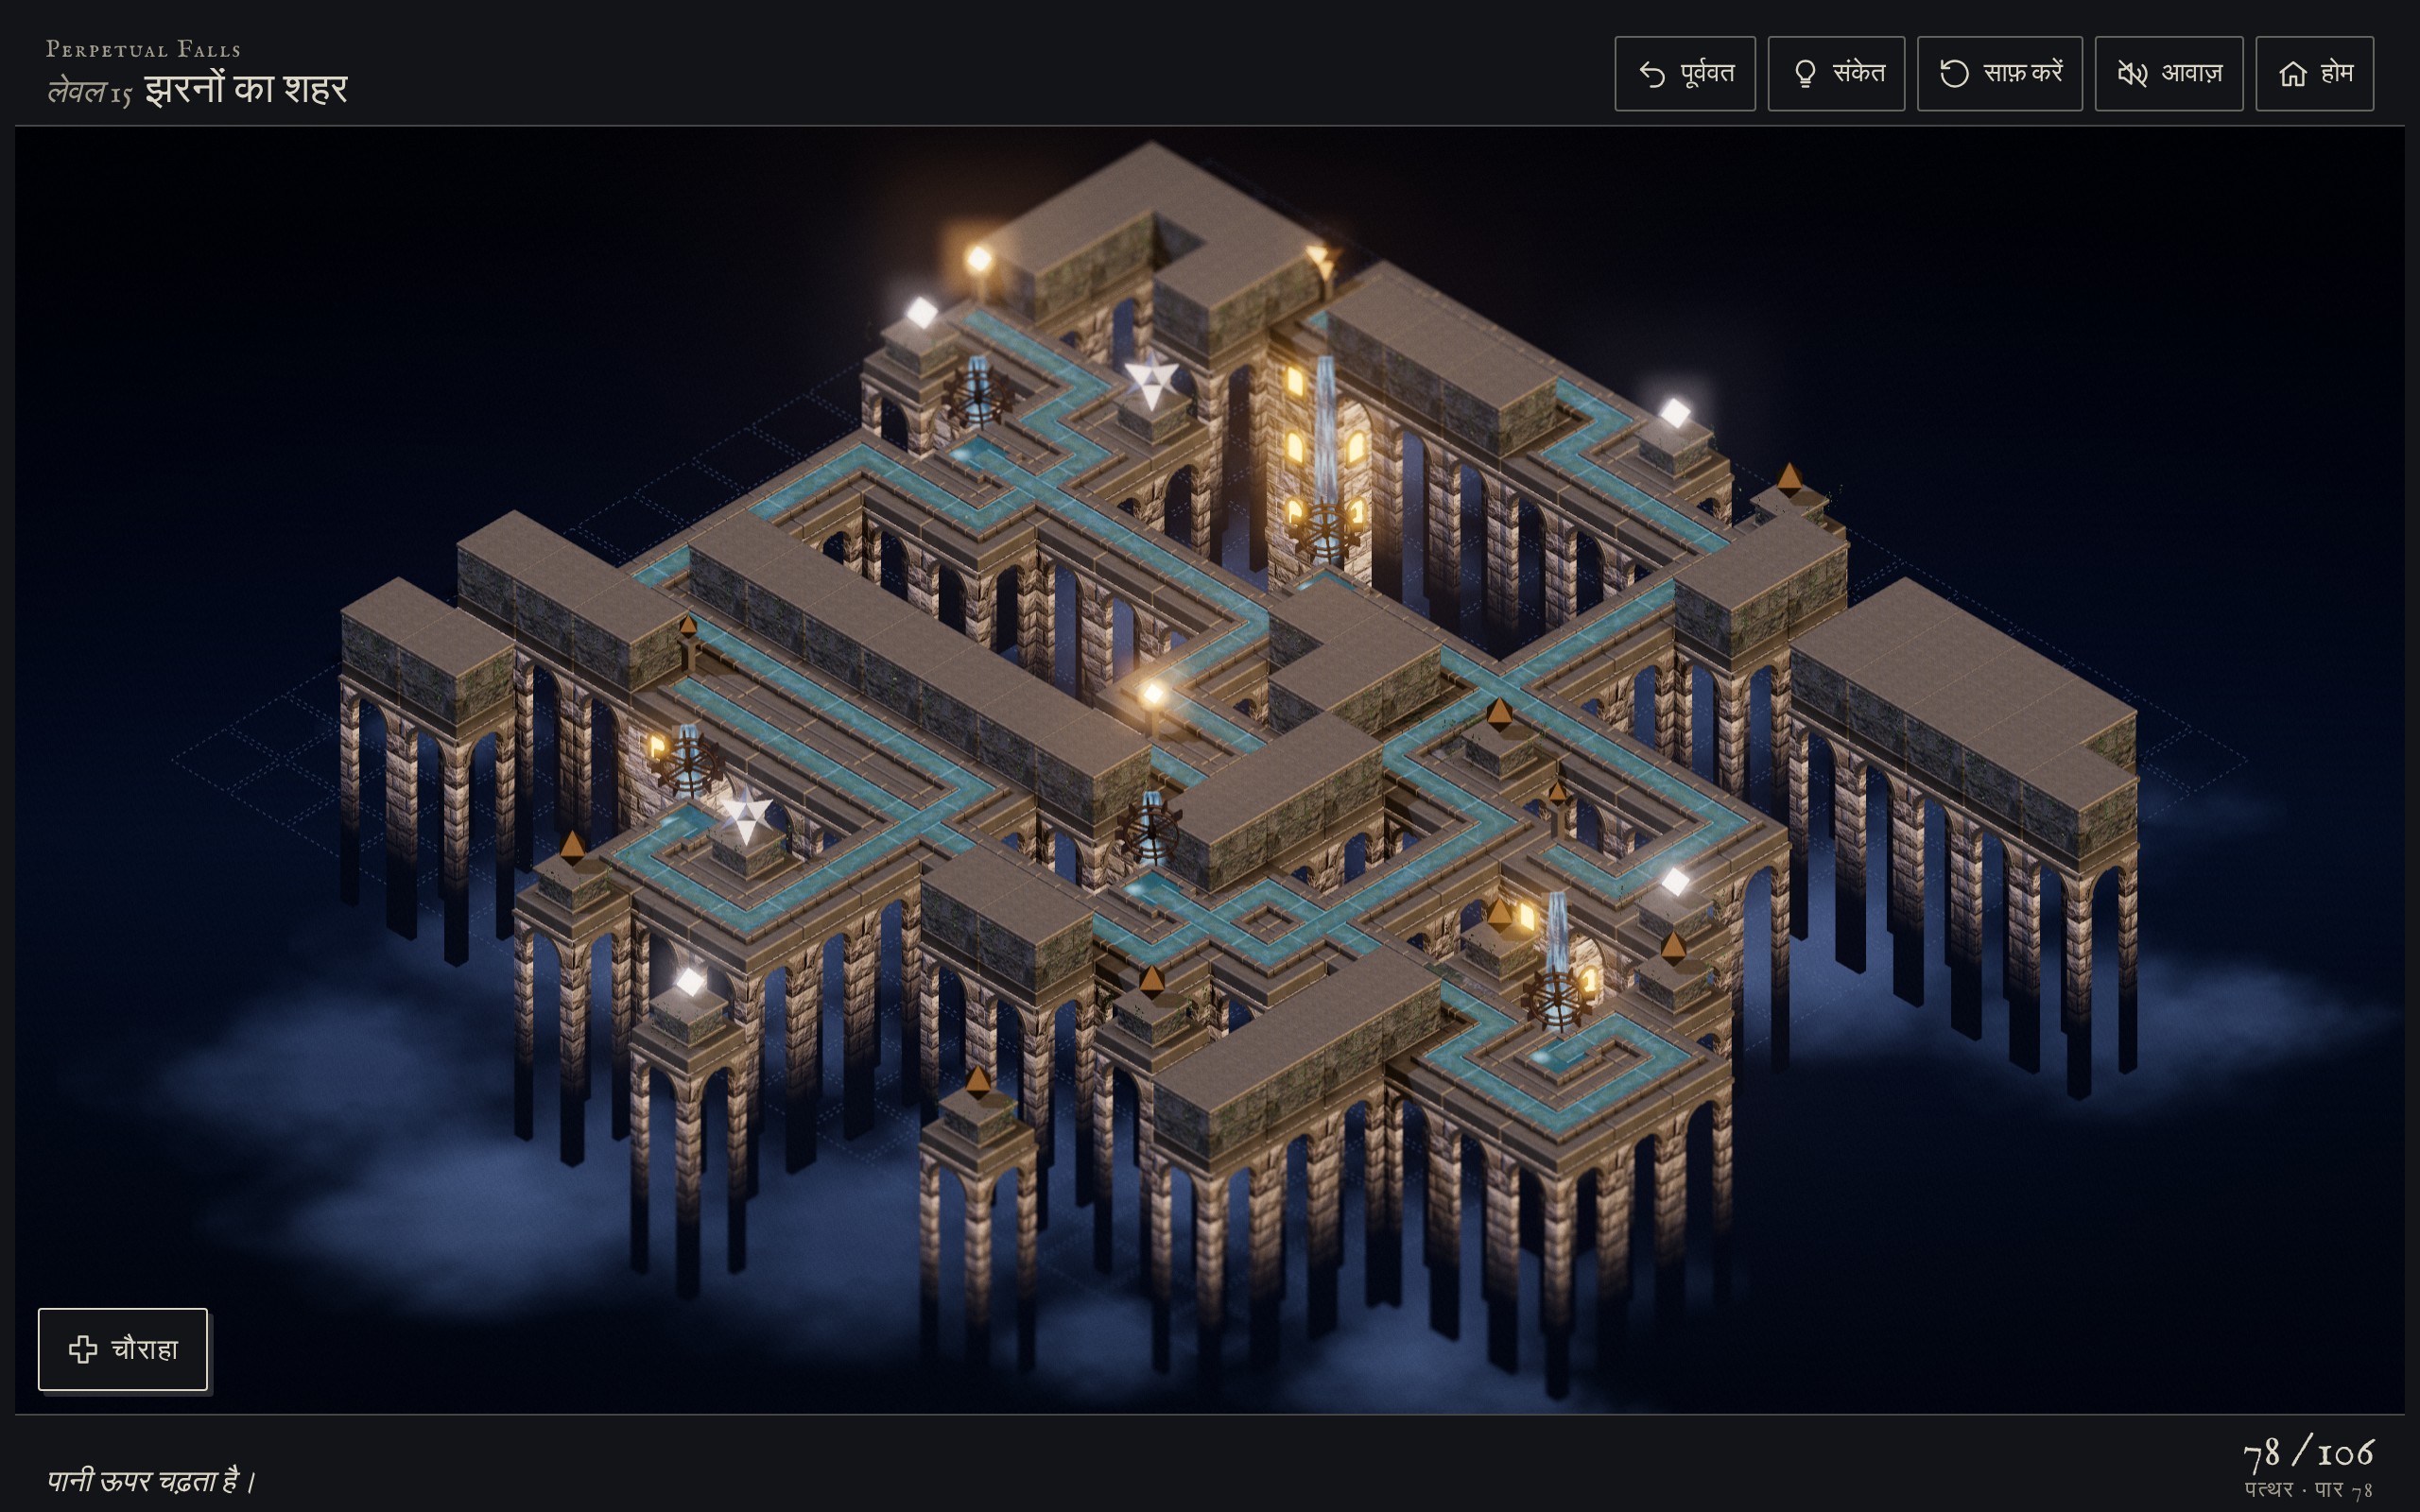 Perpetual Falls
लेवल 15 झरनों का शहर
पूर्ववत
संकेत
साफ़ करें
आवाज़
होम
चौराहा
पानी ऊपर चढ़ता है।
78 / 106
पत्थर · पार 78